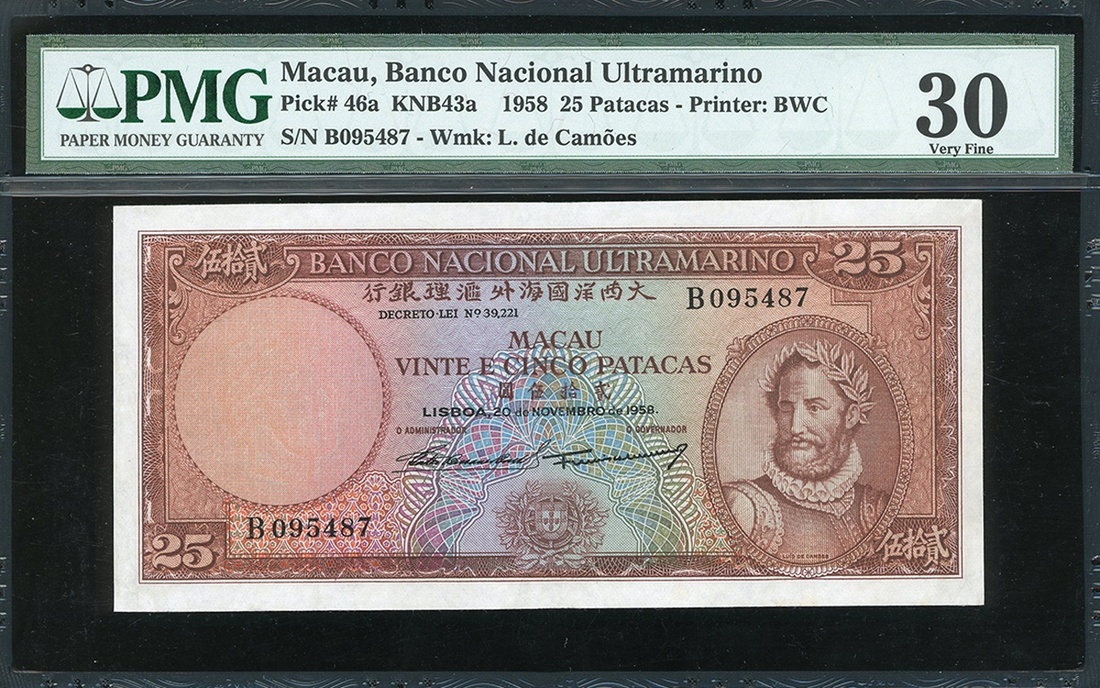 PMG
PAPER MONEY GUARANTY
Macau, Banco Nacional Ultramarino
Pick# 46a KNB43a 1958 25 Patacas - Printer: BWC
S/N B095487 - Wmk: L. de Camões
30
Very Fine
伍拾貳
BANCO NACIONAL ULTRAMARINO
25
行銀理滙外海國洋西大
B095487
DECRETO-LEI Nº 39,221
MACAU
VINTE E CINCO PATACAS
圓伍拾貳
LISBOA, 20 de NOVEMBRO de 1958.
O ADMINISTRADOR
O GOVERNADOR
B095487
25
LUIS DE CAMÕES
伍拾貳